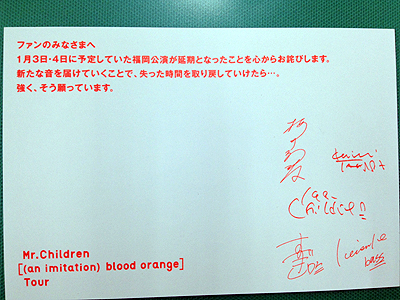 ファンのみなさまへ
1月3日・4日に予定していた福岡公演が延期となったことを心からお詫びします。
新たな音を届けていくことで、失った時間を取り戻していけたら…。
強く、そう願っています。
Mr.Children
[(an imitation) blood orange]
Tour